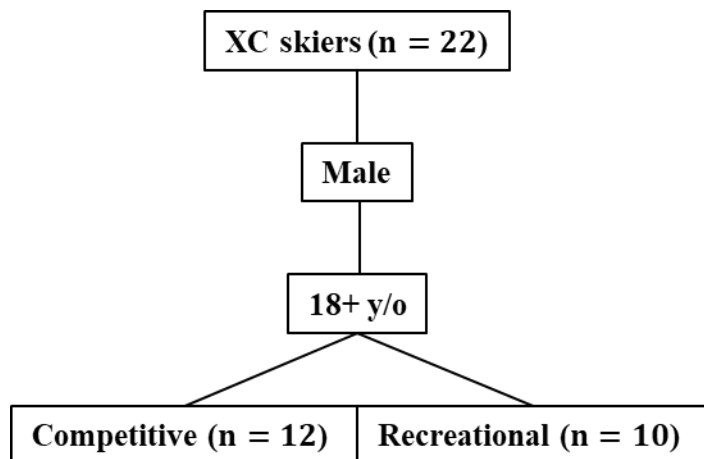 XC skiers (n = 22)
Male
18+ y/o
Competitive (n = 12)
Recreational (n = 10)